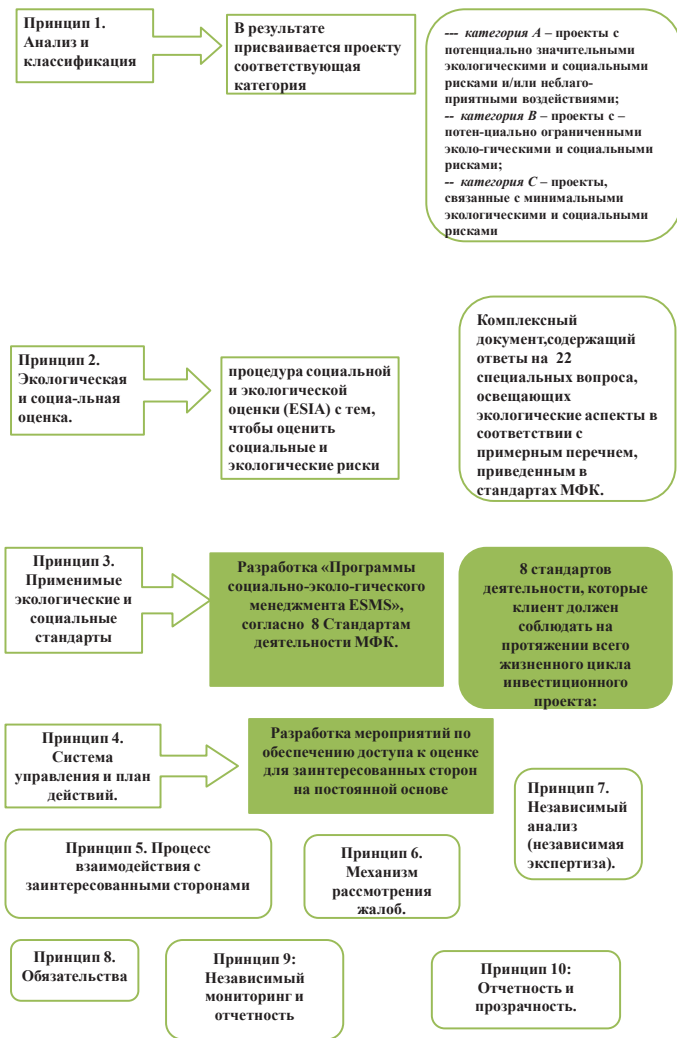 Принцип 1.
Анализ и
классификация
В результате
присваивается проекту
соответствующая
категория
--- категория А – проекты с
потенциально значительными
экологическими и социальными
рисками и/или неблаго-
приятными воздействиями;
-- категория В – проекты с –
потен-циально ограниченными
эколо-гическими и социальными
рисками;
-- категория С – проекты,
связанные с минимальными
экологическими и социальными
рисками
Принцип 2.
Экологическая
и социа-льная
оценка.
процедура социальной
и экологической
оценки (ESIA) с тем,
чтобы оценить
социальные и
экологические риски
Комплексный
документ,содержащий
ответы на 22
специальных вопроса,
освещающих
экологические аспекты в
соответствии с
примерным перечнем,
приведенным в
стандартах МФК.
Принцип 3.
Применимые
экологические и
социальные
стандарты
Разработка «Программы
социально-эколо-гического
менеджмента ESMS»,
согласно 8 Стандартам
деятельности МФК.
8 стандартов
деятельности, которые
клиент должен
соблюдать на
протяжении всего
жизненного цикла
инвестиционного
проекта:
Принцип 4.
Система
управления и план
действий.
Разработка мероприятий по
обеспечению доступа к оценке
для заинтересованных сторон
на постоянной основе
Принцип 7.
Независимый
анализ
(независимая
экспертиза).
Принцип 5. Процесс
взаимодействия с
заинтересованными сторонами
Принцип 6.
Механизм
рассмотрения
жалоб.
Принцип 8.
Обязательства
Принцип 9:
Независимый
мониторинг и
отчетность
Принцип 10:
Отчетность и
прозрачность.